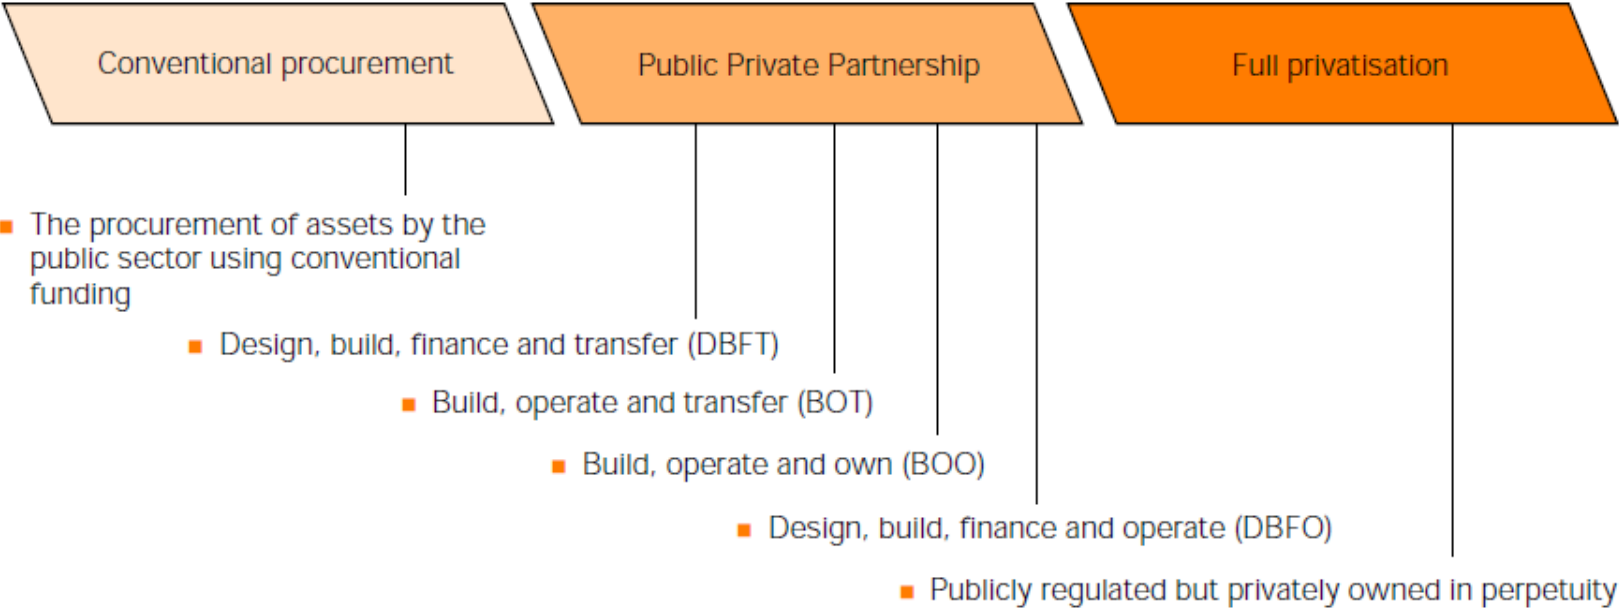 Conventional procurement
Public Private Partnership
Full privatisation
The procurement of assets by the
public sector using conventional
funding
Design, build, finance and transfer (DBFT)
Build, operate and transfer (BOT)
Build, operate and own (BOO)
Design, build, finance and operate (DBFO)
Publicly regulated but privately owned in perpetuity